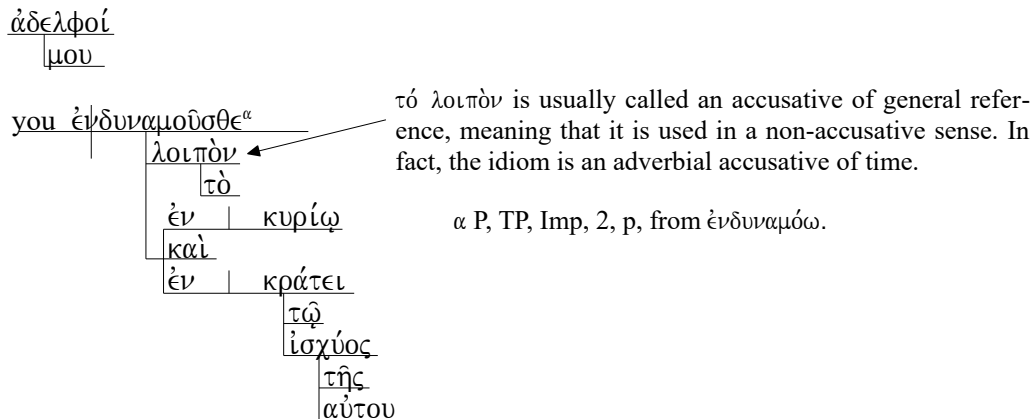 ἀδελφοί
μου
you ἐνδυναμοῦσθεᵅ
τό λοιπὸν is usually called an accusative of general refer-
ence, meaning that it is used in a non-accusative sense. In
fact, the idiom is an adverbial accusative of time.
λοιπὸν
τὸ
α P, TP, Imp, 2, p, from ἐνδυναμόω.
ἐν κυρίῳ
καὶ
ἐν κράτει
τῷ
ἰσχύος
τῆς
αὐτου